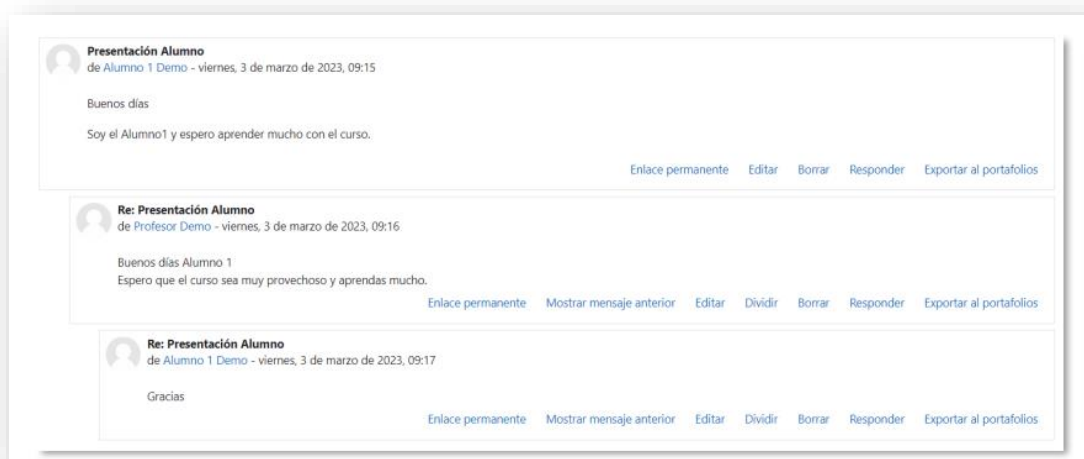 Presentación Alumno
de Alumno 1 Demo - viernes, 3 de marzo de 2023, 09:15
Buenos días
Soy el Alumno1 y espero aprender mucho con el curso.
Enlace permanente Editar Borrar Responder Exportar al portafolios
Re: Presentación Alumno
de Profesor Demo - viernes, 3 de marzo de 2023, 09:16
Buenos días Alumno 1
Espero que el curso sea muy provechoso y aprendas mucho.
Enlace permanente Mostrar mensaje anterior Editar Dividir Borrar Responder Exportar al portafolios
Re: Presentación Alumno
de Alumno 1 Demo - viernes, 3 de marzo de 2023, 09:17
Gracias
Enlace permanente Mostrar mensaje anterior Editar Dividir Borrar Responder Exportar al portafolios